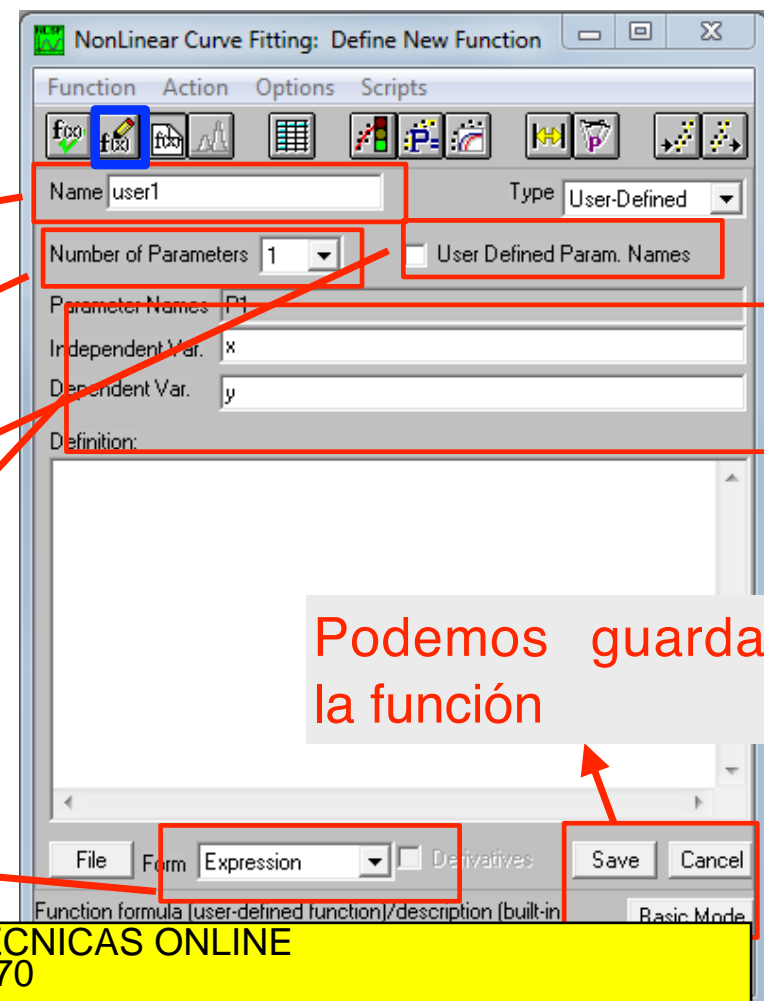 NonLinear Curve Fitting: Define New Function
Function Action Options Scripts
Name user1 Type User-Defined
Number of Parameters 1 User Defined Param. Names
Parameter Names P1
Independent Var. x
Dependent Var. y
Definition:
Podemos guarda
la función
File Form Expression Derivatives Save Cancel
Function formula (user-defined function)/description (built-in Basic Mode
CNICAS ONLINE
70